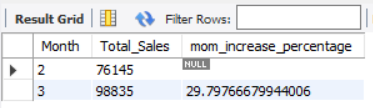 Result Grid Filter Rows:
Month Total_Sales mom_increase_percentage
2 76145 NULL
3 98835 29.79766679944006